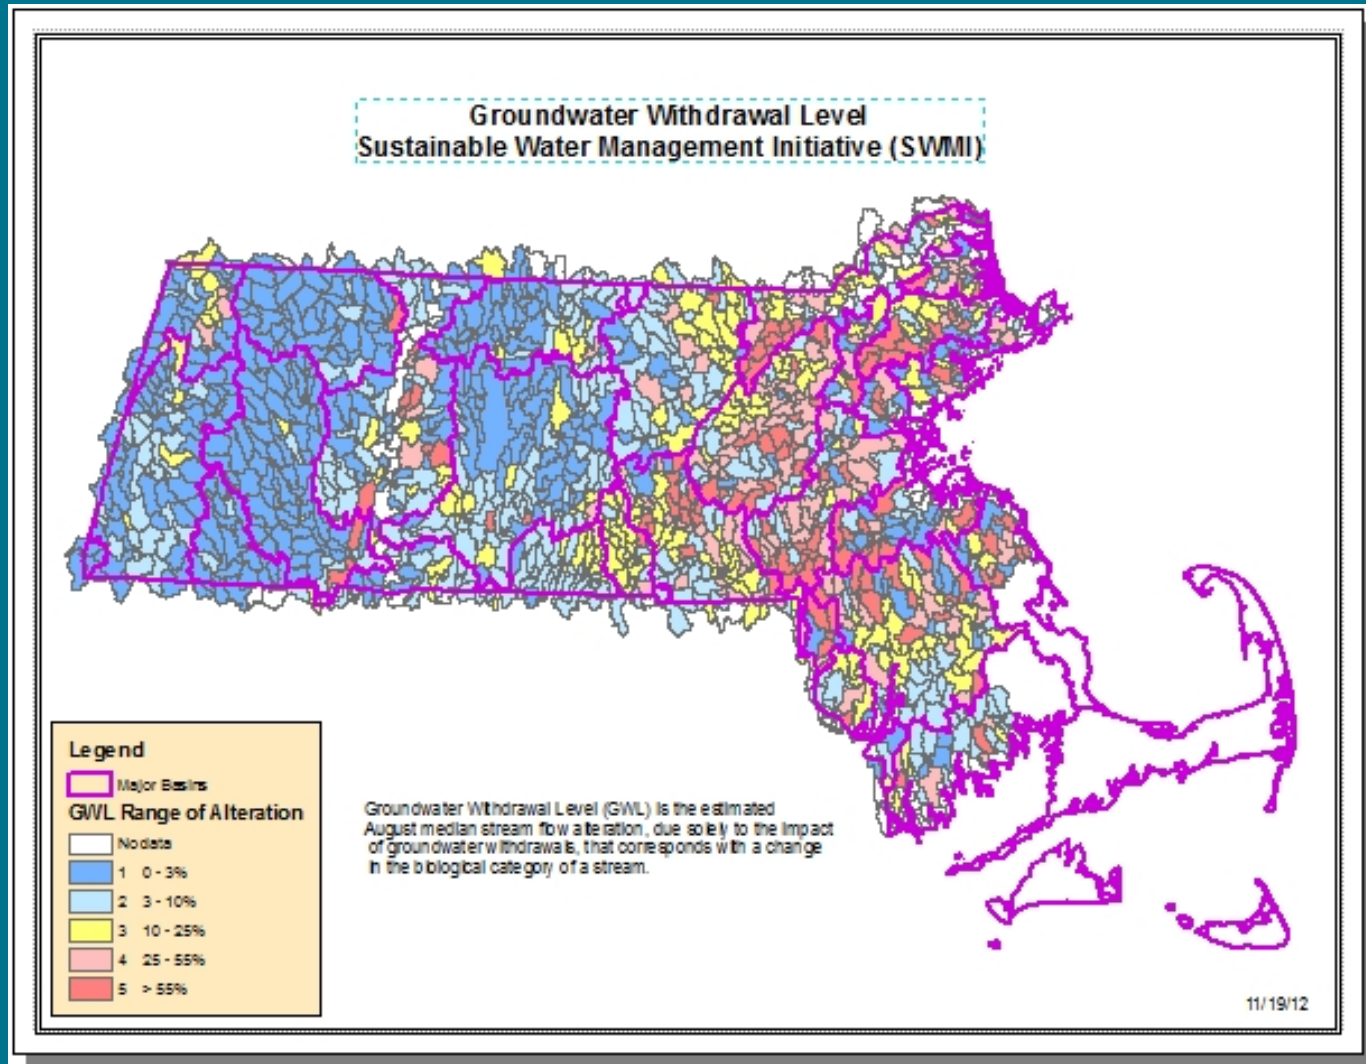 Groundwater Withdrawal Level
Sustainable Water Management Initiative (SWMI)
Legend
Major Basins
GWL Range of Alteration
No data
1 0 - 3%
2 3 - 10%
3 10 - 25%
4 25 - 55%
5 > 55%
Groundwater Withdrawal Level (GWL) is the estimated
August median stream flow alteration, due solely to the impact
of groundwater withdrawals, that corresponds with a change
in the biological category of a stream.
11/19/12